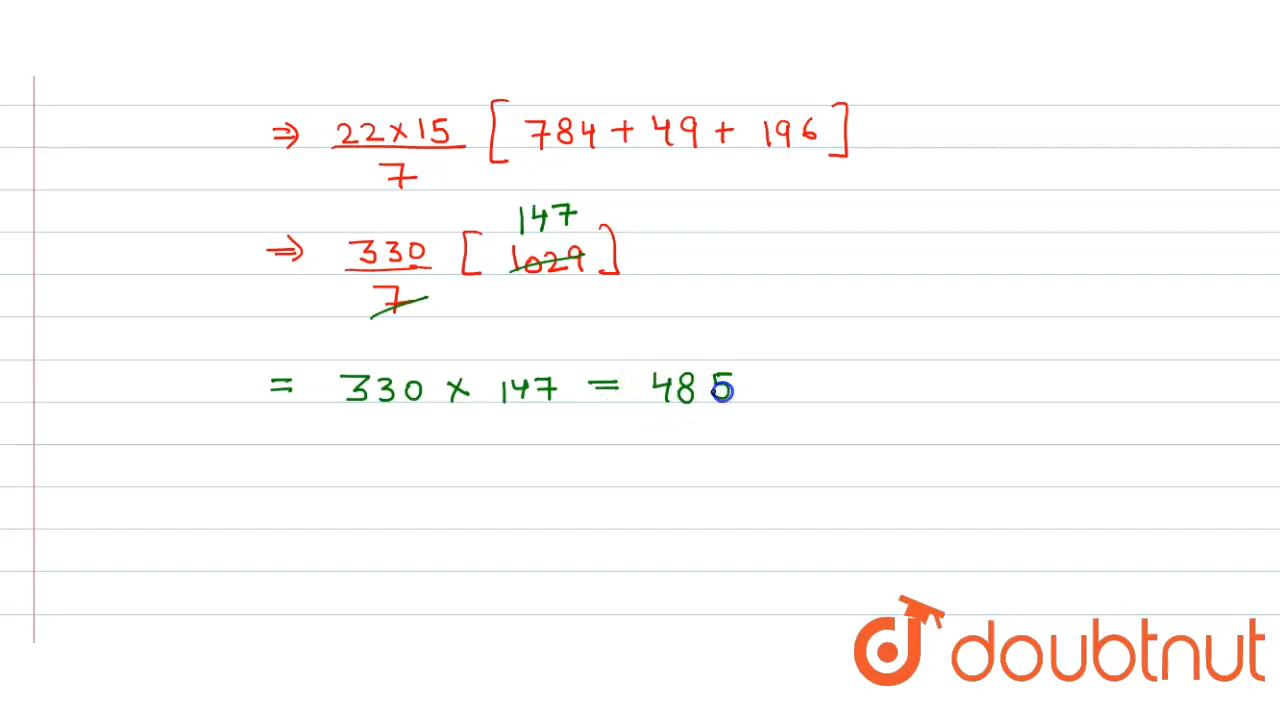 ⇒ 22×15/7 [ 784 + 49 + 196 ]
147
⇒ 330/7 [ 1029 ]
= 330 × 147 = 485
doubtnut